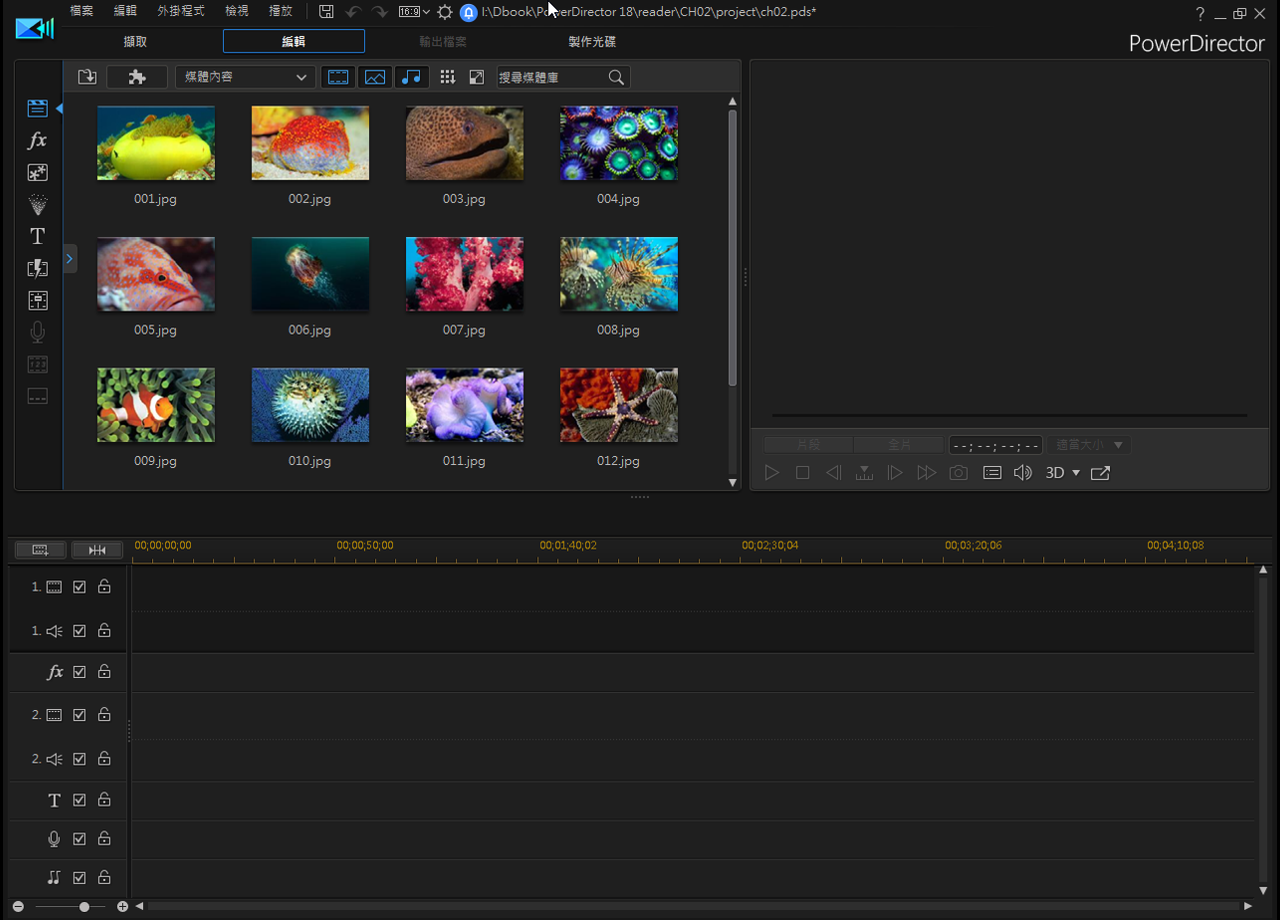 檔案 編輯 外掛程式 檢視 播放 16:9 I:\Dbook\PowerDirector 18\reader\CH02\project\ch02.pds* ?
擷取 編輯 輸出檔案 製作光碟 PowerDirector
媒體內容 搜尋媒體庫
fx
T
001.jpg 002.jpg 003.jpg 004.jpg
005.jpg 006.jpg 007.jpg 008.jpg
009.jpg 010.jpg 011.jpg 012.jpg
片段 全片 --;--;--;-- 適當大小
3D
00;00;00;00 00;00;50;00 00;01;40;02 00;02;30;04 00;03;20;06 00;04;10;08
1.
1.
fx
2.
2.
T